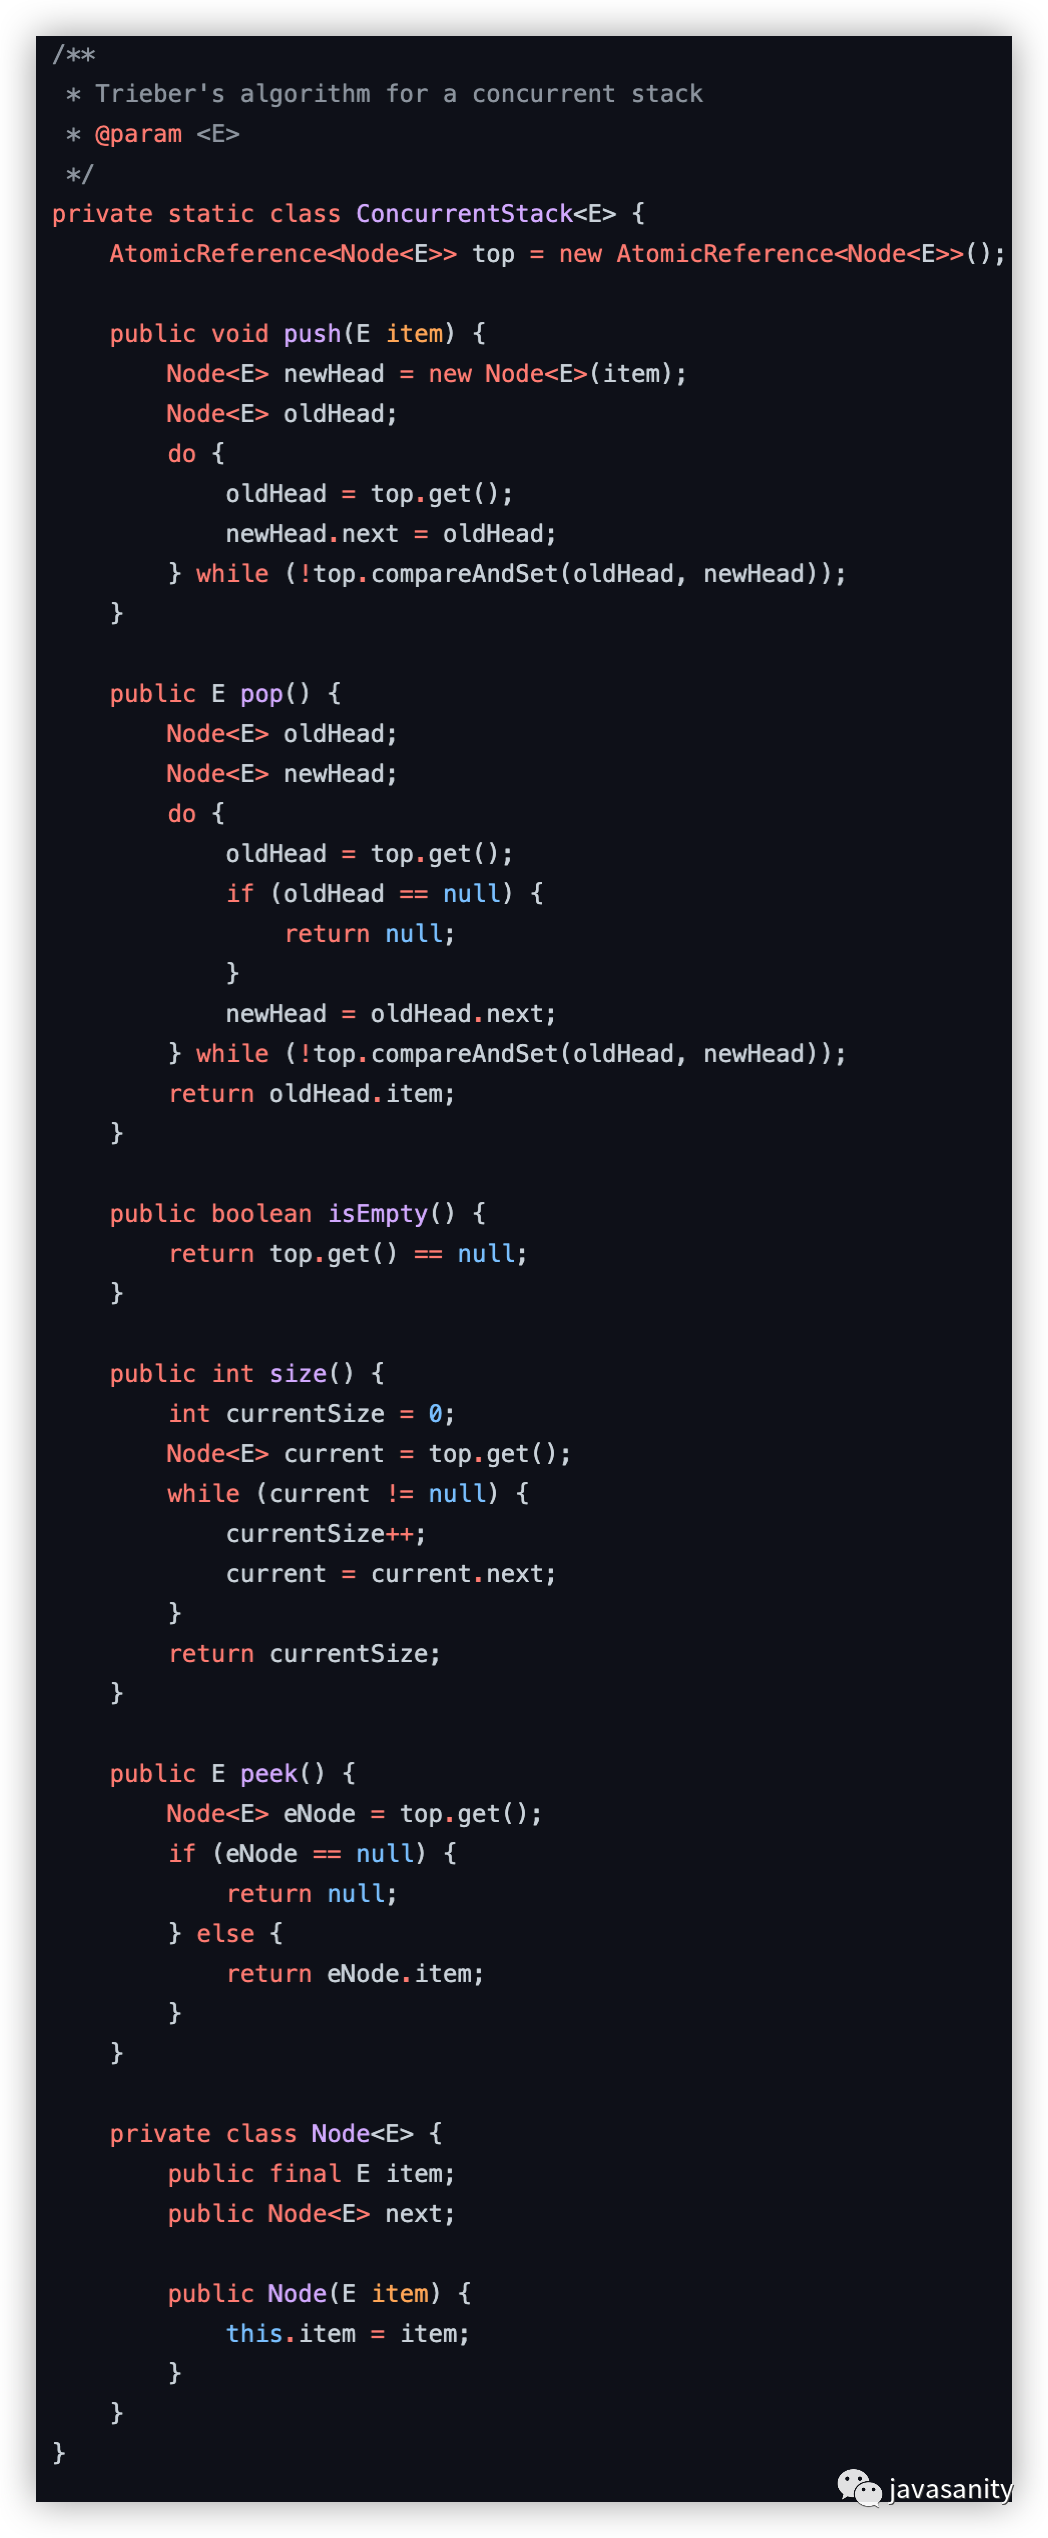 /**
 * Trieber's algorithm for a concurrent stack
 * @param <E>
 */
private static class ConcurrentStack<E> {
    AtomicReference<Node<E>> top = new AtomicReference<Node<E>>();

    public void push(E item) {
        Node<E> newHead = new Node<E>(item);
        Node<E> oldHead;
        do {
            oldHead = top.get();
            newHead.next = oldHead;
        } while (!top.compareAndSet(oldHead, newHead));
    }

    public E pop() {
        Node<E> oldHead;
        Node<E> newHead;
        do {
            oldHead = top.get();
            if (oldHead == null) {
                return null;
            }
            newHead = oldHead.next;
        } while (!top.compareAndSet(oldHead, newHead));
        return oldHead.item;
    }

    public boolean isEmpty() {
        return top.get() == null;
    }

    public int size() {
        int currentSize = 0;
        Node<E> current = top.get();
        while (current != null) {
            currentSize++;
            current = current.next;
        }
        return currentSize;
    }

    public E peek() {
        Node<E> eNode = top.get();
        if (eNode == null) {
            return null;
        } else {
            return eNode.item;
        }
    }

    private class Node<E> {
        public final E item;
        public Node<E> next;

        public Node(E item) {
            this.item = item;
        }
    }
}
javasanity